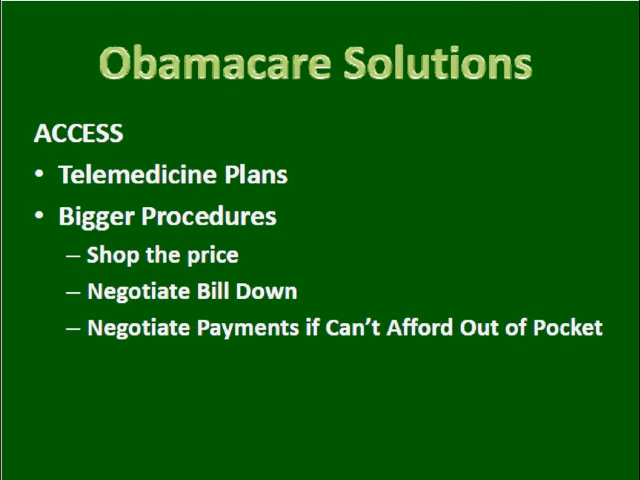 Obamacare Solutions
ACCESS
• Telemedicine Plans
• Bigger Procedures
– Shop the price
– Negotiate Bill Down
– Negotiate Payments if Can’t Afford Out of Pocket